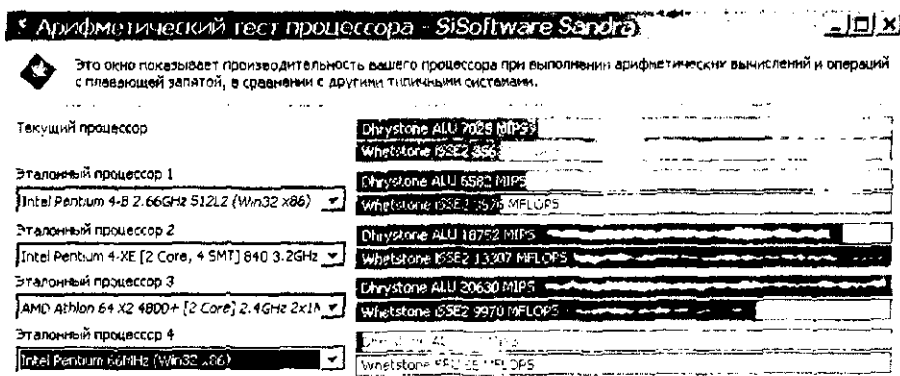 Арифметический тест процессора - SiSoftware Sandra
Это окно показывает производительность вашего процессора при выполнении арифметических вычислений и операций
с плавающей запятой, в сравнении с другими типичными системами.
Текущий процессор
Dhrystone ALU 7025 MIPS
Whetstone iSSE2
Эталонный процессор 1
Dhrystone ALU 6582 MIPS
Intel Pentium 4-B 2.66GHz 512L2 (Win32 x86)
Whetstone iSSE2 MFLOPS
Эталонный процессор 2
Dhrystone ALU 18752 MIPS
Intel Pentium 4-XE [2 Core, 4 SMT] 840 3.2GHz
Whetstone iSSE2 13307 MFLOPS
Эталонный процессор 3
Dhrystone ALU 20630 MIPS
AMD Athlon 64 X2 4800+ [2 Core] 2.4GHz
Whetstone iSSE2 9970 MFLOPS
Эталонный процессор 4
Intel Pentium 66MHz (Win32 x86)
Whetstone